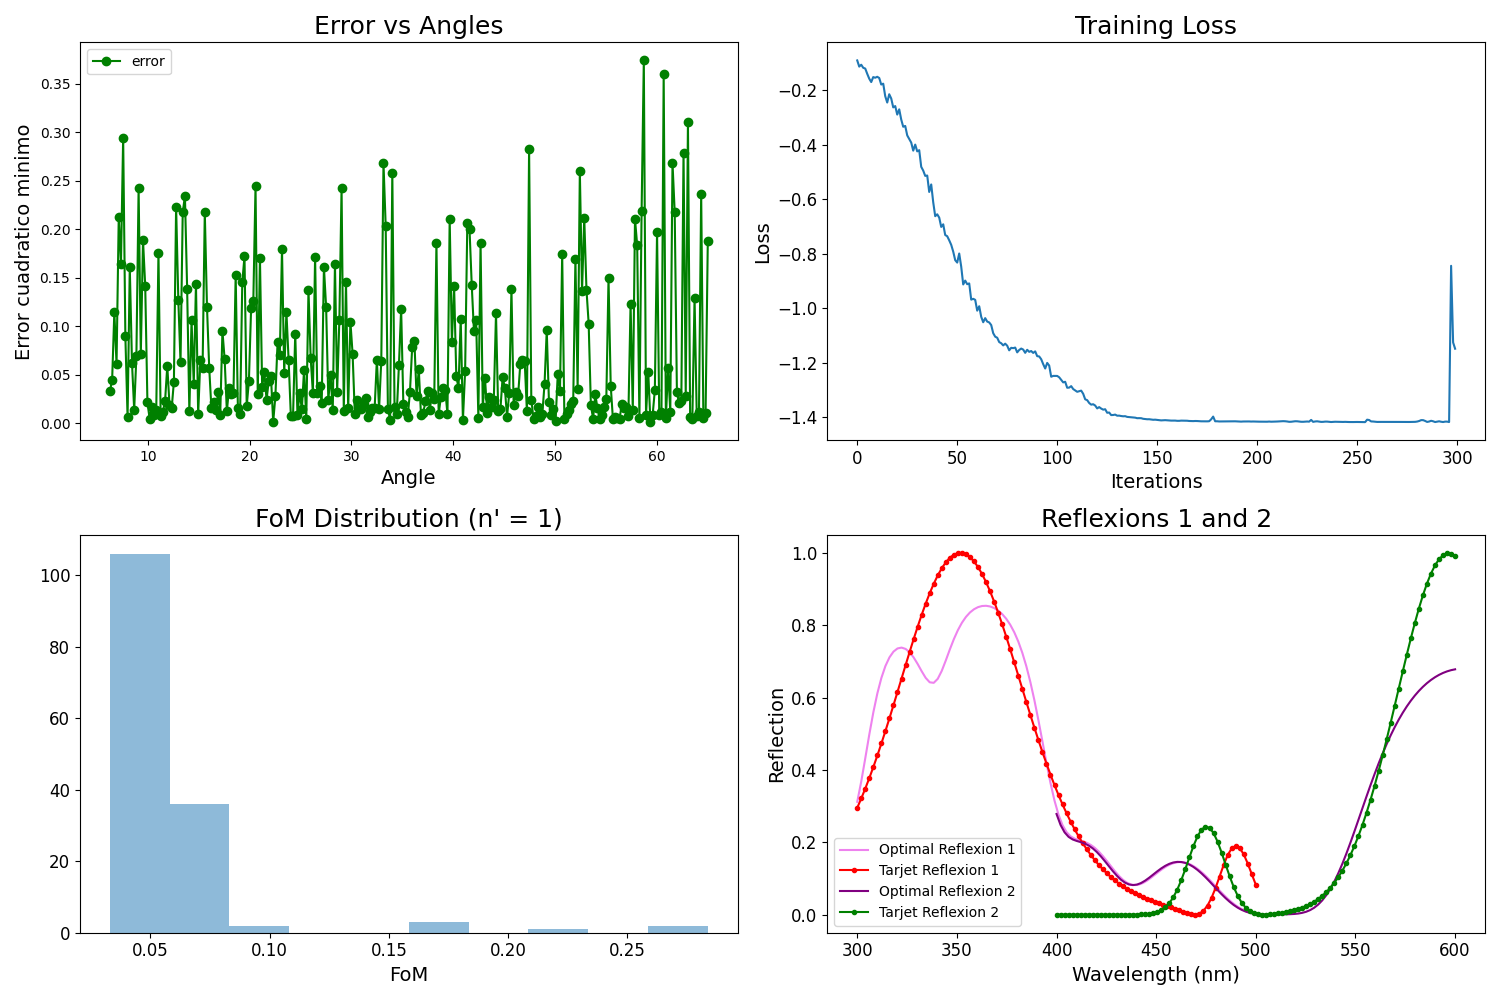 Error vs Angles
error
0.35
0.30
0.25
0.20
0.15
0.10
0.05
0.00
Error cuadratico minimo
10 20 30 40 50 60
Angle
Training Loss
−0.2
−0.4
−0.6
−0.8
−1.0
−1.2
−1.4
Loss
0 50 100 150 200 250 300
Iterations
FoM Distribution (n' = 1)
100
80
60
40
20
0
0.05 0.10 0.15 0.20 0.25
FoM
Reflexions 1 and 2
1.0
0.8
0.6
0.4
0.2
0.0
Reflection
Optimal Reflexion 1
Tarjet Reflexion 1
Optimal Reflexion 2
Tarjet Reflexion 2
300 350 400 450 500 550 600
Wavelength (nm)